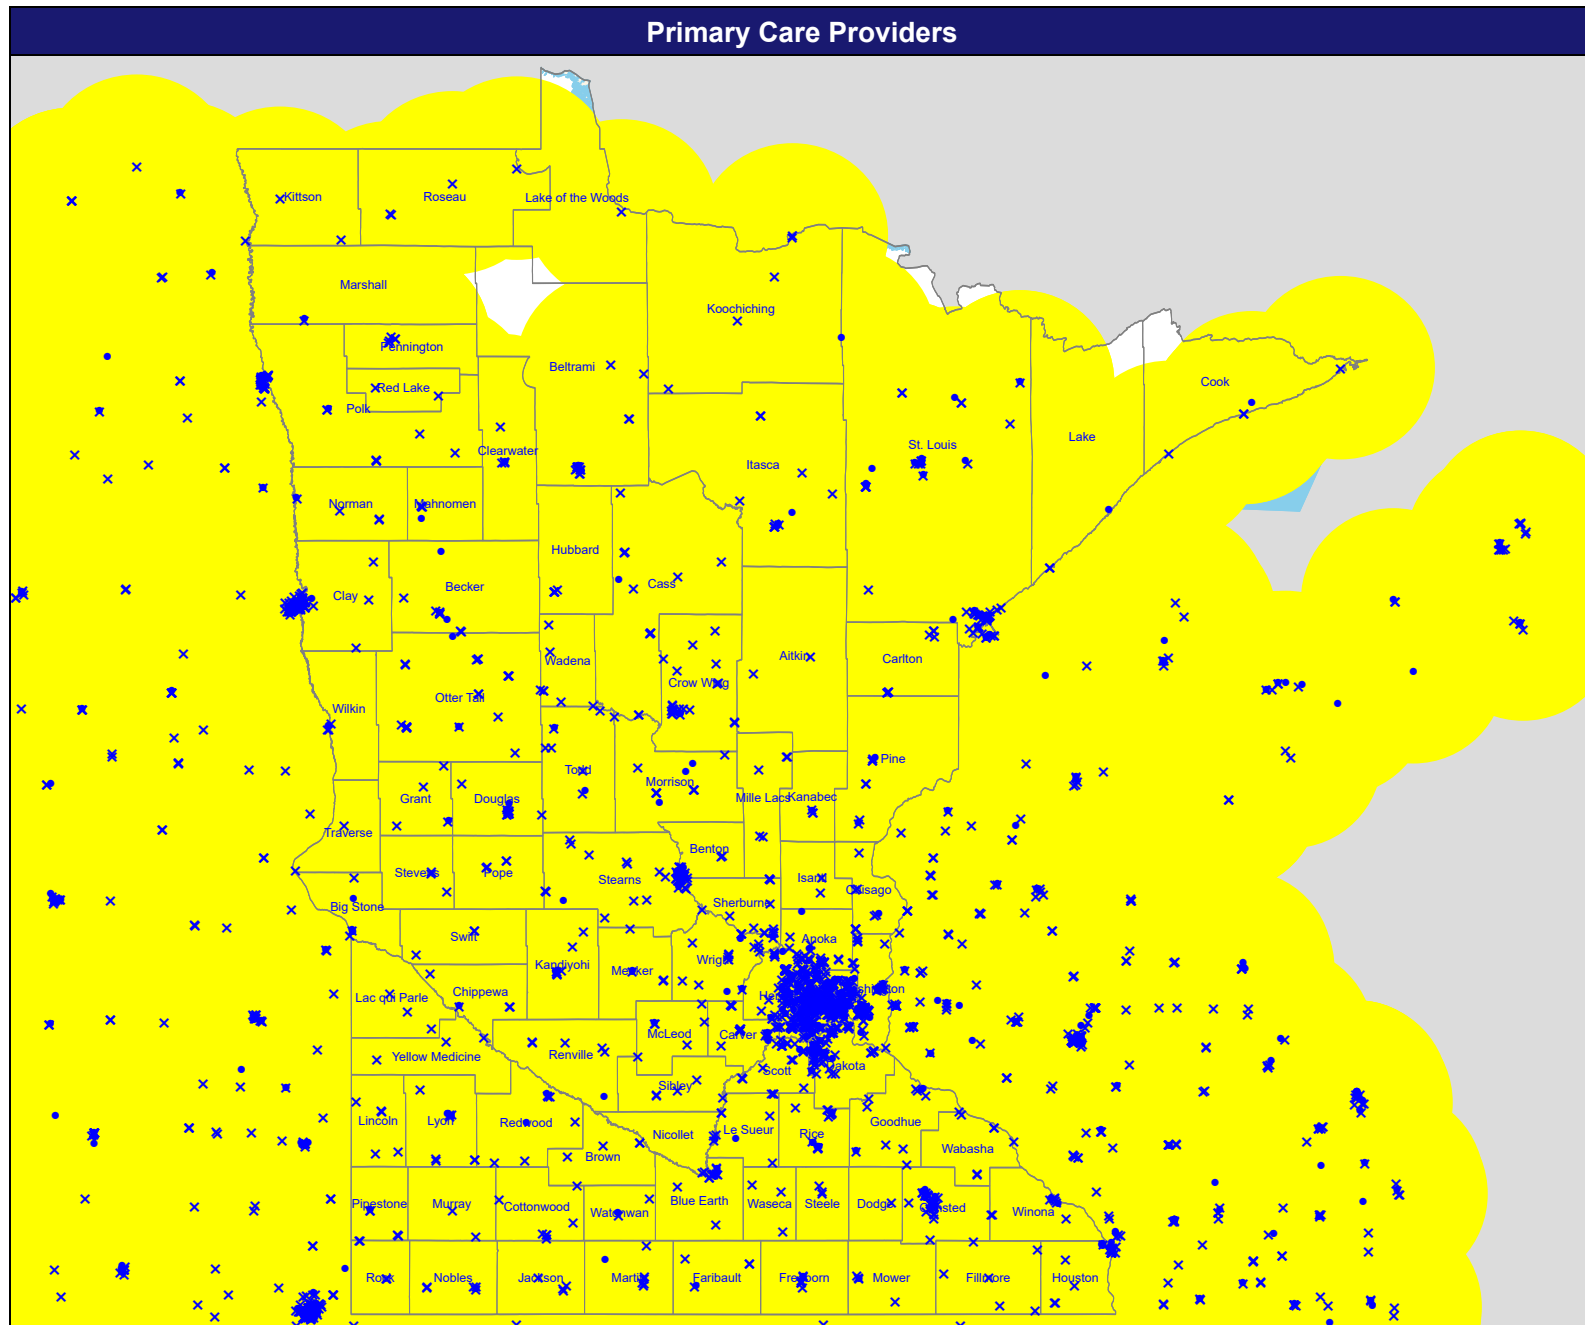 Primary Care Providers
Kittson
Roseau
Lake of the Woods
Marshall
Koochiching
Pennington
Beltrami
Red Lake
Cook
Polk
Lake
St. Louis
Clearwater
Itasca
Norman
Mahnomen
Hubbard
Becker
Cass
Clay
Aitkin
Carlton
Wadena
Crow Wing
Otter Tail
Wilkin
Pine
Todd
Morrison
Grant
Douglas
Mille Lacs
Kanabec
Traverse
Benton
Stevens
Pope
Stearns
Isanti
Chisago
Big Stone
Sherburne
Swift
Anoka
Kandiyohi
Meeker
Wright
Lac qui Parle
Chippewa
Hennepin
Washington
McLeod
Carver
Yellow Medicine
Renville
Scott
Dakota
Sibley
Lincoln
Lyon
Redwood
Nicollet
Le Sueur
Rice
Goodhue
Brown
Wabasha
Pipestone
Murray
Cottonwood
Watonwan
Blue Earth
Waseca
Steele
Dodge
Olmsted
Winona
Rock
Nobles
Jackson
Martin
Faribault
Freeborn
Mower
Fillmore
Houston